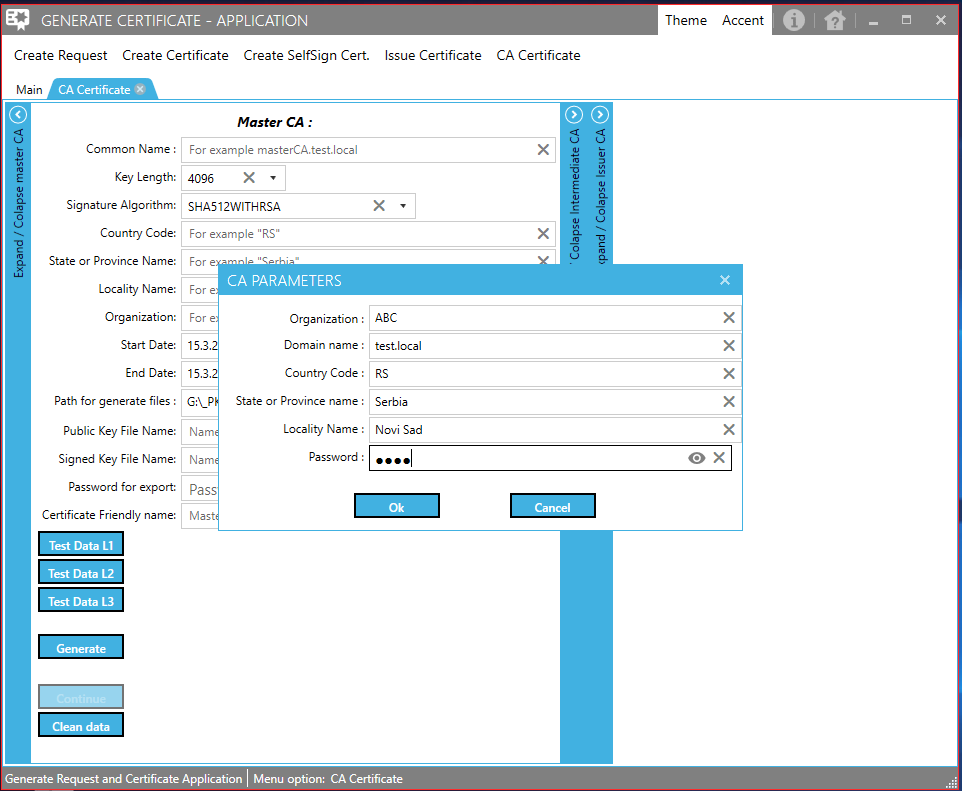 GENERATE CERTIFICATE - APPLICATION
Theme Accent
Create Request Create Certificate Create SelfSign Cert. Issue Certificate CA Certificate
Main CA Certificate
Expand / Colapse master CA
Master CA :
Common Name : For example masterCA.test.local
Key Length: 4096
Signature Algorithm: SHA512WITHRSA
Country Code: For example "RS"
State or Province Name: For example "Serbia"
Locality Name: For ex
Organization: For ex
Start Date: 15.3.2
End Date: 15.3.2
Path for generate files : G:\_PK
Public Key File Name: Name
Signed Key File Name: Name
Password for export: Pass
Certificate Friendly name: Maste
Test Data L1
Test Data L2
Test Data L3
Generate
Continue
Clean data
/ Colapse Intermediate CA
xpand / Colapse Issuer CA
CA PARAMETERS
Organization : ABC
Domain name : test.local
Country Code : RS
State or Province name : Serbia
Locality Name : Novi Sad
Password : ●●●●
Ok Cancel
Generate Request and Certificate Application Menu option: CA Certificate